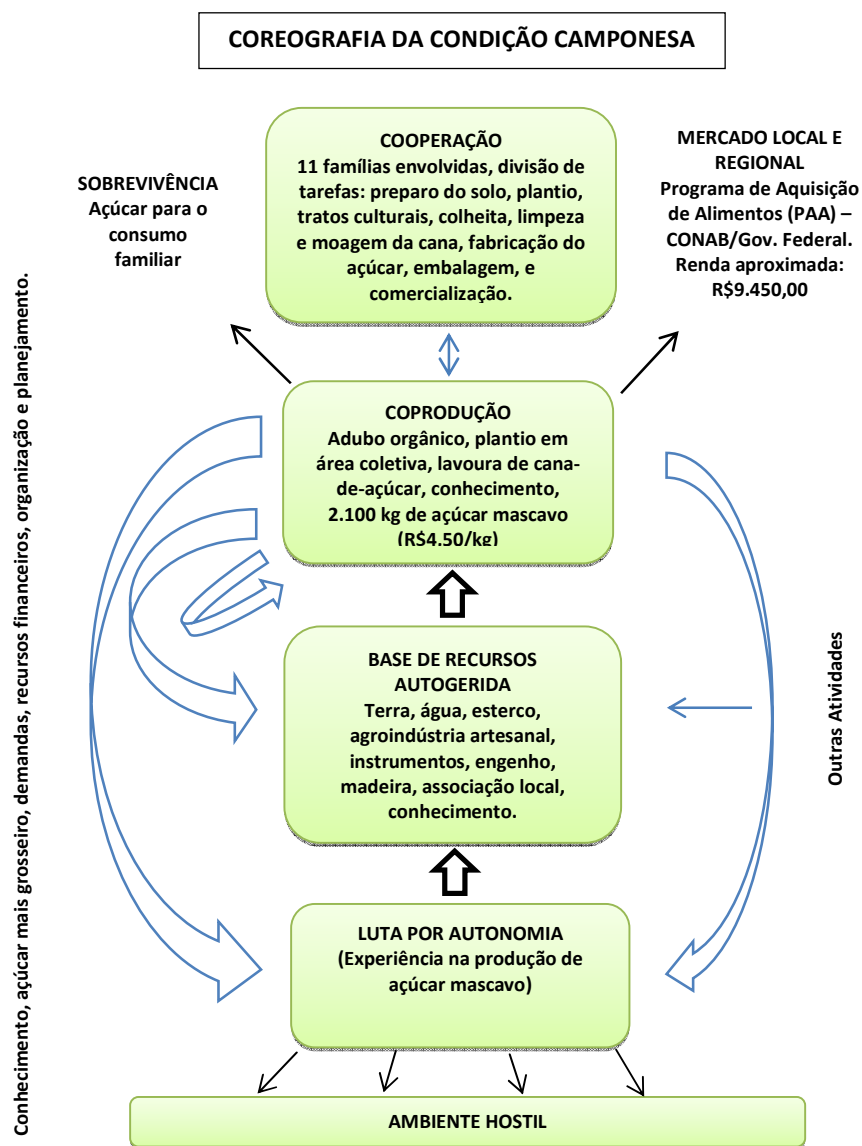 COREOGRAFIA DA CONDIÇÃO CAMPONESA
COOPERAÇÃO
11 famílias envolvidas, divisão de
tarefas: preparo do solo, plantio,
tratos culturais, colheita, limpeza
e moagem da cana, fabricação do
açúcar, embalagem, e
comercialização.
SOBREVIVÊNCIA
Açúcar para o
consumo
familiar
MERCADO LOCAL E
REGIONAL
Programa de Aquisição
de Alimentos (PAA) –
CONAB/Gov. Federal.
Renda aproximada:
R$9.450,00
COPRODUÇÃO
Adubo orgânico, plantio em
área coletiva, lavoura de cana-
de-açúcar, conhecimento,
2.100 kg de açúcar mascavo
(R$4.50/kg)
BASE DE RECURSOS
AUTOGERIDA
Terra, água, esterco,
agroindústria artesanal,
instrumentos, engenho,
madeira, associação local,
conhecimento.
LUTA POR AUTONOMIA
(Experiência na produção de
açúcar mascavo)
AMBIENTE HOSTIL
Conhecimento, açúcar mais grosseiro, demandas, recursos financeiros, organização e planejamento.
Outras Atividades